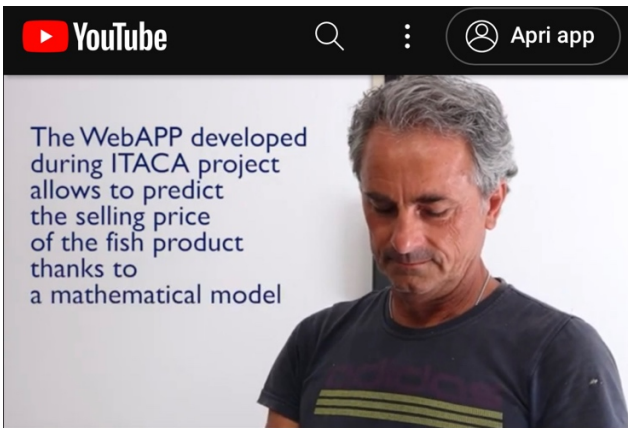 YouTube
Apri app
The WebAPP developed
during ITACA project
allows to predict
the selling price
of the fish product
thanks to
a mathematical model